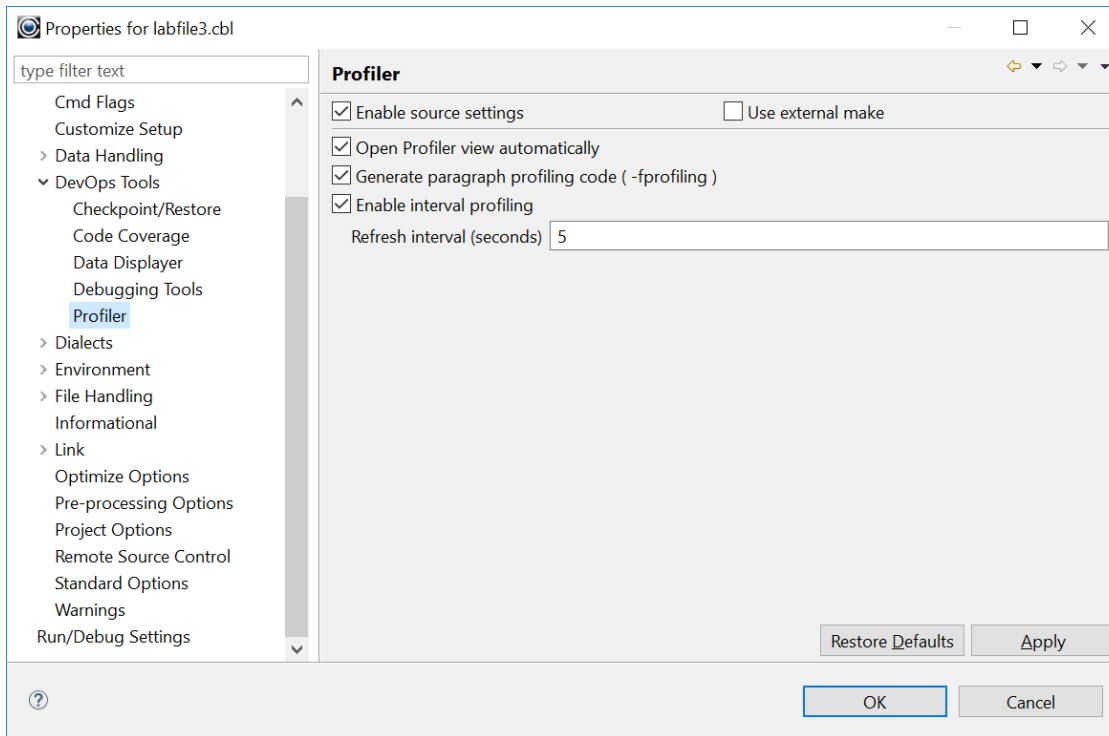 Properties for labfile3.cbl
type filter text
Cmd Flags
Customize Setup
Data Handling
DevOps Tools
Checkpoint/Restore
Code Coverage
Data Displayer
Debugging Tools
Profiler
Dialects
Environment
File Handling
Informational
Link
Optimize Options
Pre-processing Options
Project Options
Remote Source Control
Standard Options
Warnings
Run/Debug Settings
Profiler
Enable source settings Use external make
Open Profiler view automatically
Generate paragraph profiling code ( -fprofiling )
Enable interval profiling
Refresh interval (seconds) 5
Restore Defaults Apply
? OK Cancel